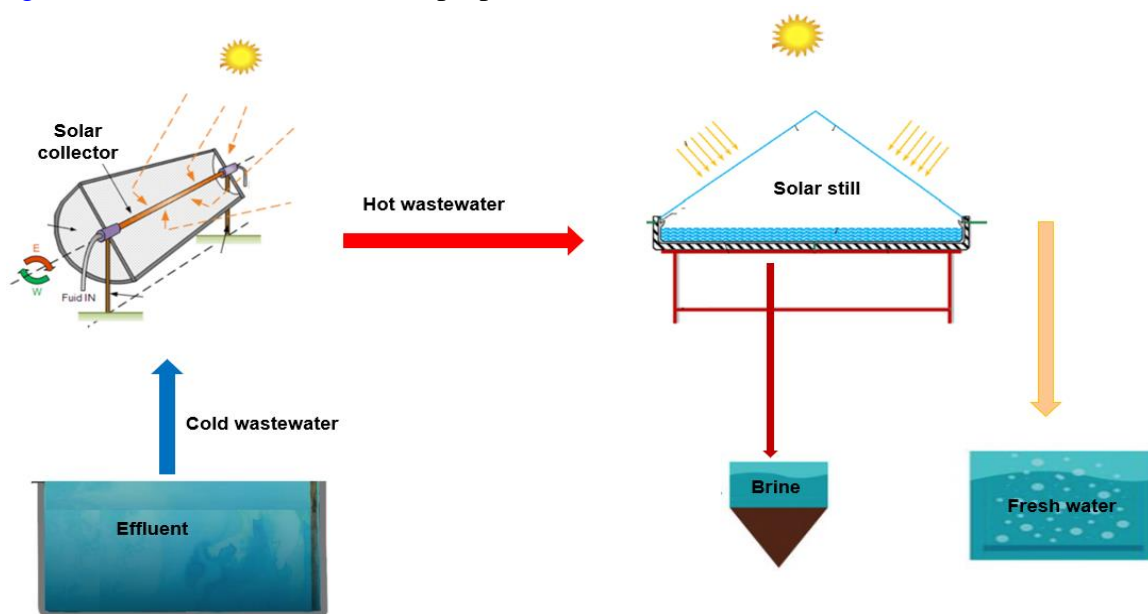 Solar
collector
E
W
Fuid IN
Hot wastewater
Solar still
Cold wastewater
Effluent
Brine
Fresh water